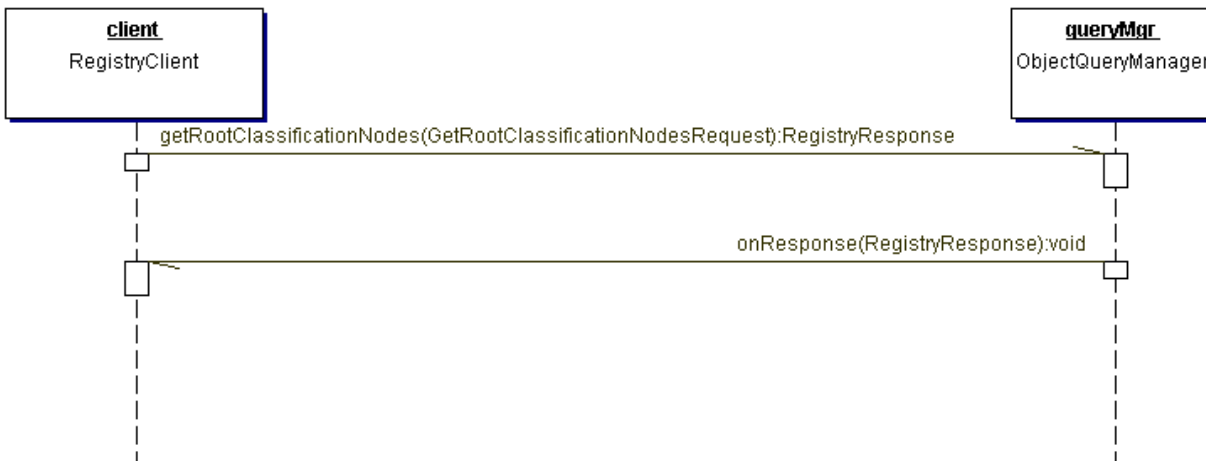 client
RegistryClient
queryMgr
ObjectQueryManager
getRootClassificationNodes(GetRootClassificationNodesRequest):RegistryResponse
onResponse(RegistryResponse):void